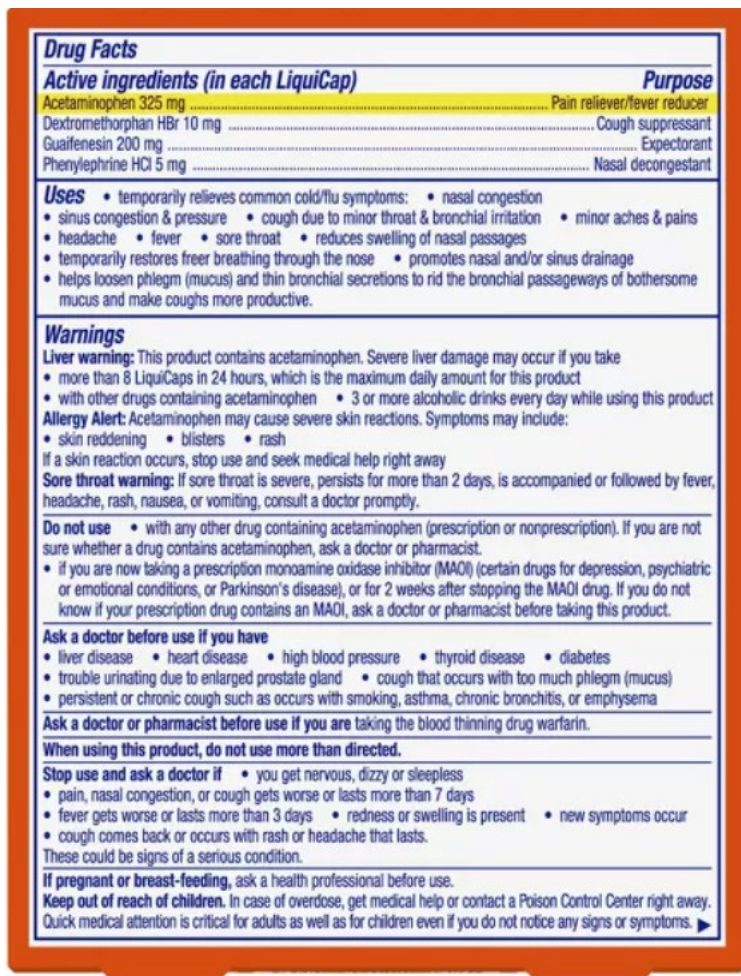 Drug Facts
Active ingredients (in each LiquiCap) Purpose
Acetaminophen 325 mg ........ Pain reliever/fever reducer
Dextromethorphan HBr 10 mg ........ Cough suppressant
Guaifenesin 200 mg ........ Expectorant
Phenylephrine HCl 5 mg ........ Nasal decongestant
Uses • temporarily relieves common cold/flu symptoms: • nasal congestion
• sinus congestion & pressure • cough due to minor throat & bronchial irritation • minor aches & pains
• headache • fever • sore throat • reduces swelling of nasal passages
• temporarily restores freer breathing through the nose • promotes nasal and/or sinus drainage
• helps loosen phlegm (mucus) and thin bronchial secretions to rid the bronchial passageways of bothersome
mucus and make coughs more productive.
Warnings
Liver warning: This product contains acetaminophen. Severe liver damage may occur if you take
• more than 8 LiquiCaps in 24 hours, which is the maximum daily amount for this product
• with other drugs containing acetaminophen • 3 or more alcoholic drinks every day while using this product
Allergy Alert: Acetaminophen may cause severe skin reactions. Symptoms may include:
• skin reddening • blisters • rash
If a skin reaction occurs, stop use and seek medical help right away
Sore throat warning: If sore throat is severe, persists for more than 2 days, is accompanied or followed by fever,
headache, rash, nausea, or vomiting, consult a doctor promptly.
Do not use • with any other drug containing acetaminophen (prescription or nonprescription). If you are not
sure whether a drug contains acetaminophen, ask a doctor or pharmacist.
• if you are now taking a prescription monoamine oxidase inhibitor (MAOI) (certain drugs for depression, psychiatric
or emotional conditions, or Parkinson's disease), or for 2 weeks after stopping the MAOI drug. If you do not
know if your prescription drug contains an MAOI, ask a doctor or pharmacist before taking this product.
Ask a doctor before use if you have
• liver disease • heart disease • high blood pressure • thyroid disease • diabetes
• trouble urinating due to enlarged prostate gland • cough that occurs with too much phlegm (mucus)
• persistent or chronic cough such as occurs with smoking, asthma, chronic bronchitis, or emphysema
Ask a doctor or pharmacist before use if you are taking the blood thinning drug warfarin.
When using this product, do not use more than directed.
Stop use and ask a doctor if • you get nervous, dizzy or sleepless
• pain, nasal congestion, or cough gets worse or lasts more than 7 days
• fever gets worse or lasts more than 3 days • redness or swelling is present • new symptoms occur
• cough comes back or occurs with rash or headache that lasts.
These could be signs of a serious condition.
If pregnant or breast-feeding, ask a health professional before use.
Keep out of reach of children. In case of overdose, get medical help or contact a Poison Control Center right away.
Quick medical attention is critical for adults as well as for children even if you do not notice any signs or symptoms. ▶